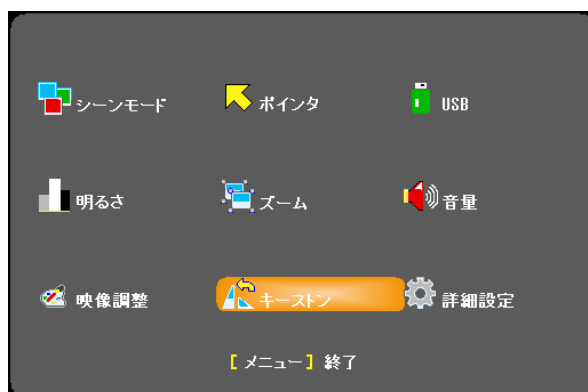 シーンモード ポインタ USB
明るさ ズーム 音量
映像調整 キーストン 詳細設定
[メニュー] 終了